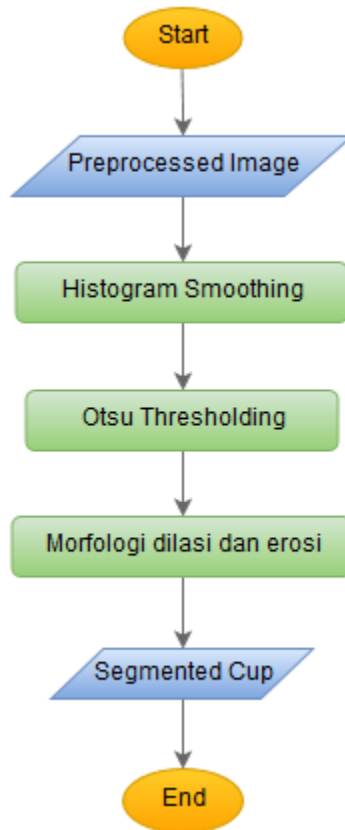 Start
Preprocessed Image
Histogram Smoothing
Otsu Thresholding
Morfologi dilasi dan erosi
Segmented Cup
End